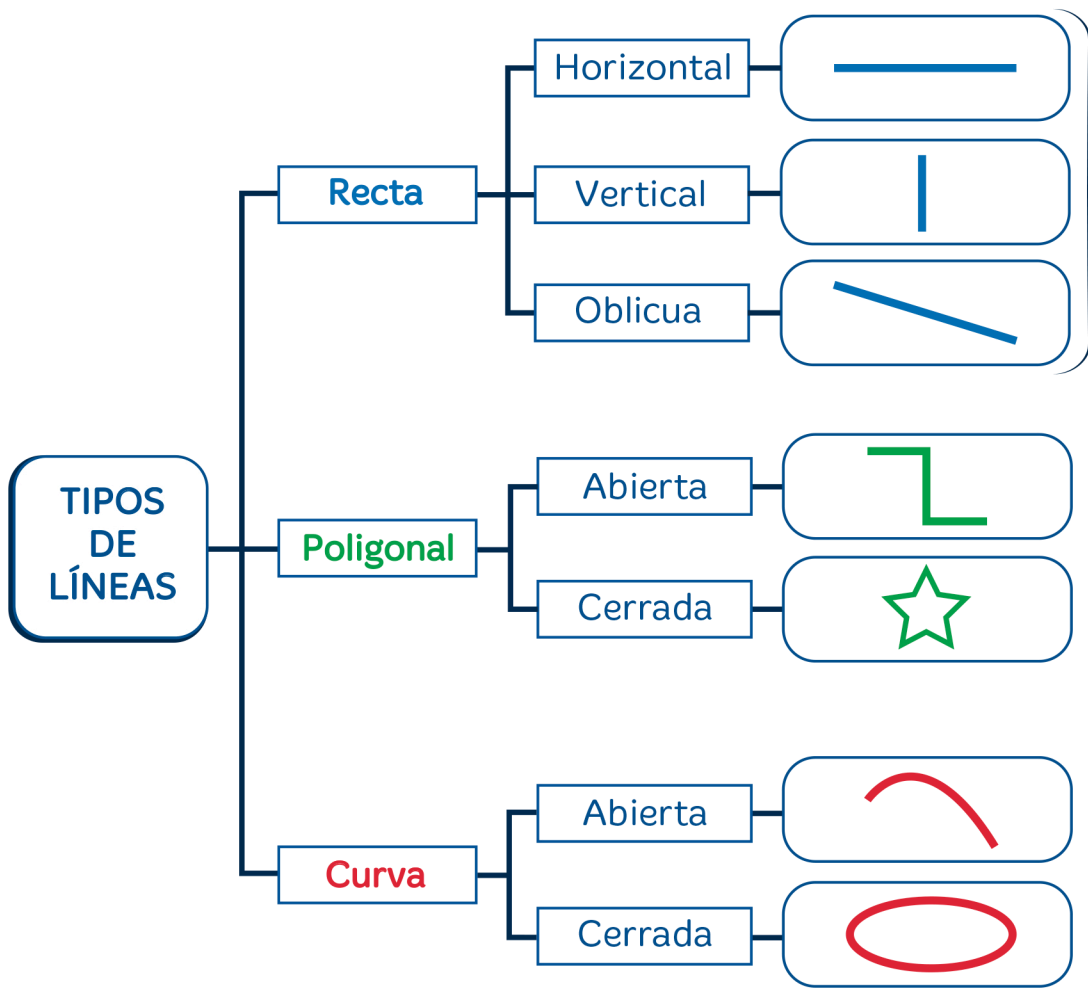 TIPOS
DE
LÍNEAS
Recta
Horizontal
Vertical
Oblicua
Poligonal
Abierta
Cerrada
Curva
Abierta
Cerrada